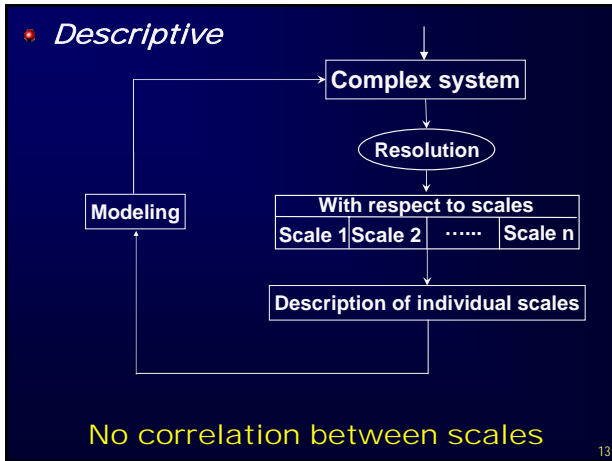 Descriptive
Complex system
Resolution
Modeling
With respect to scales
Scale 1 Scale 2 …... Scale n
Description of individual scales
No correlation between scales
13